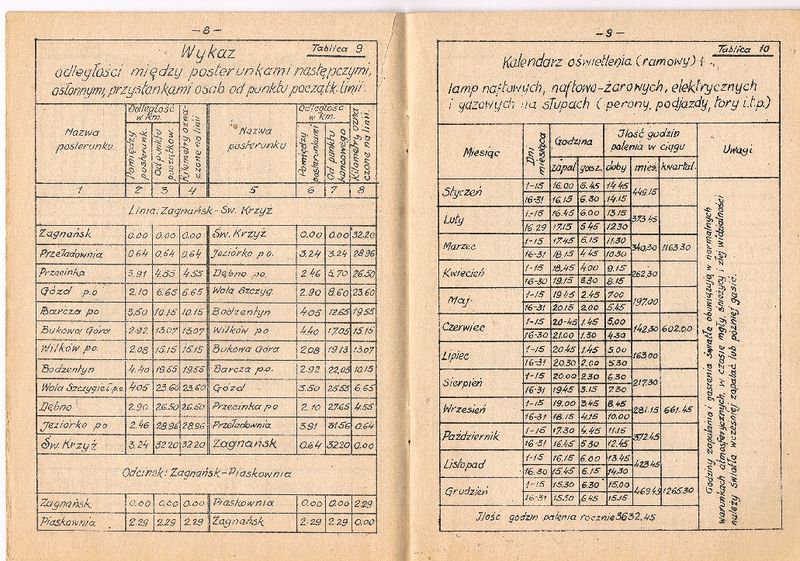 – 8 –
Wykaz
Tablica 9
odległości między posterunkami następczymi,
osłonnymi, przystankami osob od punktu początk. linii.
Nazwa posterunku | Odległość w km. | Kilometry oznaczone na linii | Nazwa posterunku | Odległość w km. | Kilometry oznaczone na linii
Pomiędzy posterunk. | Od punktu początkow. | Pomiędzy posterunkami | Od punktu końcowego
1 2 3 4 5 6 7 8
Linia: Zagnańsk - Św. Krzyż
Zagnańsk 0.00 0.00 0.00 Św. Krzyż 0.00 0.00 32.20
Przeładownia 0.64 0.64 0.64 Jeziórko po. 3.24 3.24 28.96
Przecinka 3.91 4.55 4.55 Dębno po. 2.46 5.70 26.50
Gózd p.o 2.10 6.65 6.65 Wola Szczyg. 2.90 8.60 23.60
Barcza po 3.50 10.15 10.15 Bodzentyn 4.05 12.65 19.55
Bukowa Góra 2.92 13.07 13.07 Wilków po 4.40 17.05 15.15
Wilków po 2.08 15.15 15.15 Bukowa Góra 2.08 19.13 13.07
Bodzentyn 4.40 19.55 19.55 Barcza po. 2.92 22.05 10.15
Wola Szczygieł p.o. 4.05 23.60 23.60 Gózd 3.50 25.55 6.65
Dębno 2.90 26.50 26.50 Przecinka po 2.10 27.65 4.55
Jeziórko po 2.46 28.96 28.96 Przeładownia 3.91 31.56 0.64
Św. Krzyż 3.24 32.20 32.20 Zagnańsk 0.64 32.20 0.00
Odcinek: Zagnańsk - Piaskownia
Zagnańsk 0.00 0.00 0.00 Piaskownia 0.00 0.00 2.29
Piaskownia 2.29 2.29 2.29 Zagnańsk 2.29 2.29 0.00
– 9 –
Tablica 10
Kalendarz oświetlenia (ramowy)
lamp naftowych, naftowo-żarowych, elektrycznych
i gazowych na słupach (perony, podjazdy, tory i.t.p.)
Miesiąc | Dni miesiąca | Godzina | Ilość godzin palenia w ciągu | Uwagi
zapal. gasz. doby mies. kwartal.
Styczeń 1-15 16.00 6.45 14.45 449.15
16-31 16.15 6.30 14.15
Luty 1-15 16.45 6.00 13.15 373.45
16 29 17.15 5.45 12.30
Marzec 1-15 17.45 5.15 11.30 340.30 1163.30
16-31 18.15 4.45 10.30
Kwiecień 1-15 18.45 4.00 9.15 262.30
16-30 19.15 3.30 8.15
Maj 1-15 19.45 2.45 7.00 197.00
16-31 20.15 2.00 5.45
Czerwiec 1-15 20.45 1.45 5.00 142.30 602.00
16-30 21.00 1.30 4.30
Lipiec 1-15 20.45 1.45 5.00 163.00
16-31 20.30 2.00 5.30
Sierpień 1-15 20.00 2.30 6.30 217.30
16-31 19.45 3.15 7.30
Wrzesień 1-15 19.00 3.45 8.45 281.15 661.45
16-31 18.15 4.15 10.00
Październik 1-15 17.30 4.45 11.15 372.45
16-31 16.45 5.30 12.45
Listopad 1-15 16.15 6.00 13.45 423.45
16.30 15.45 6.15 14.30
Grudzień 1-15 15.30 6.30 15.00 469.45 1265.30
16-31 15.30 6.45 15.15
Ilość godzin palenia rocznie 3632.45
Godziny zapalania i gaszenia światła obowiązują w normalnych
warunkach atmosferycznych, w czasie mgły, śnieżycy i złej widzialności
należy światła wcześniej zapalać lub później gasić.